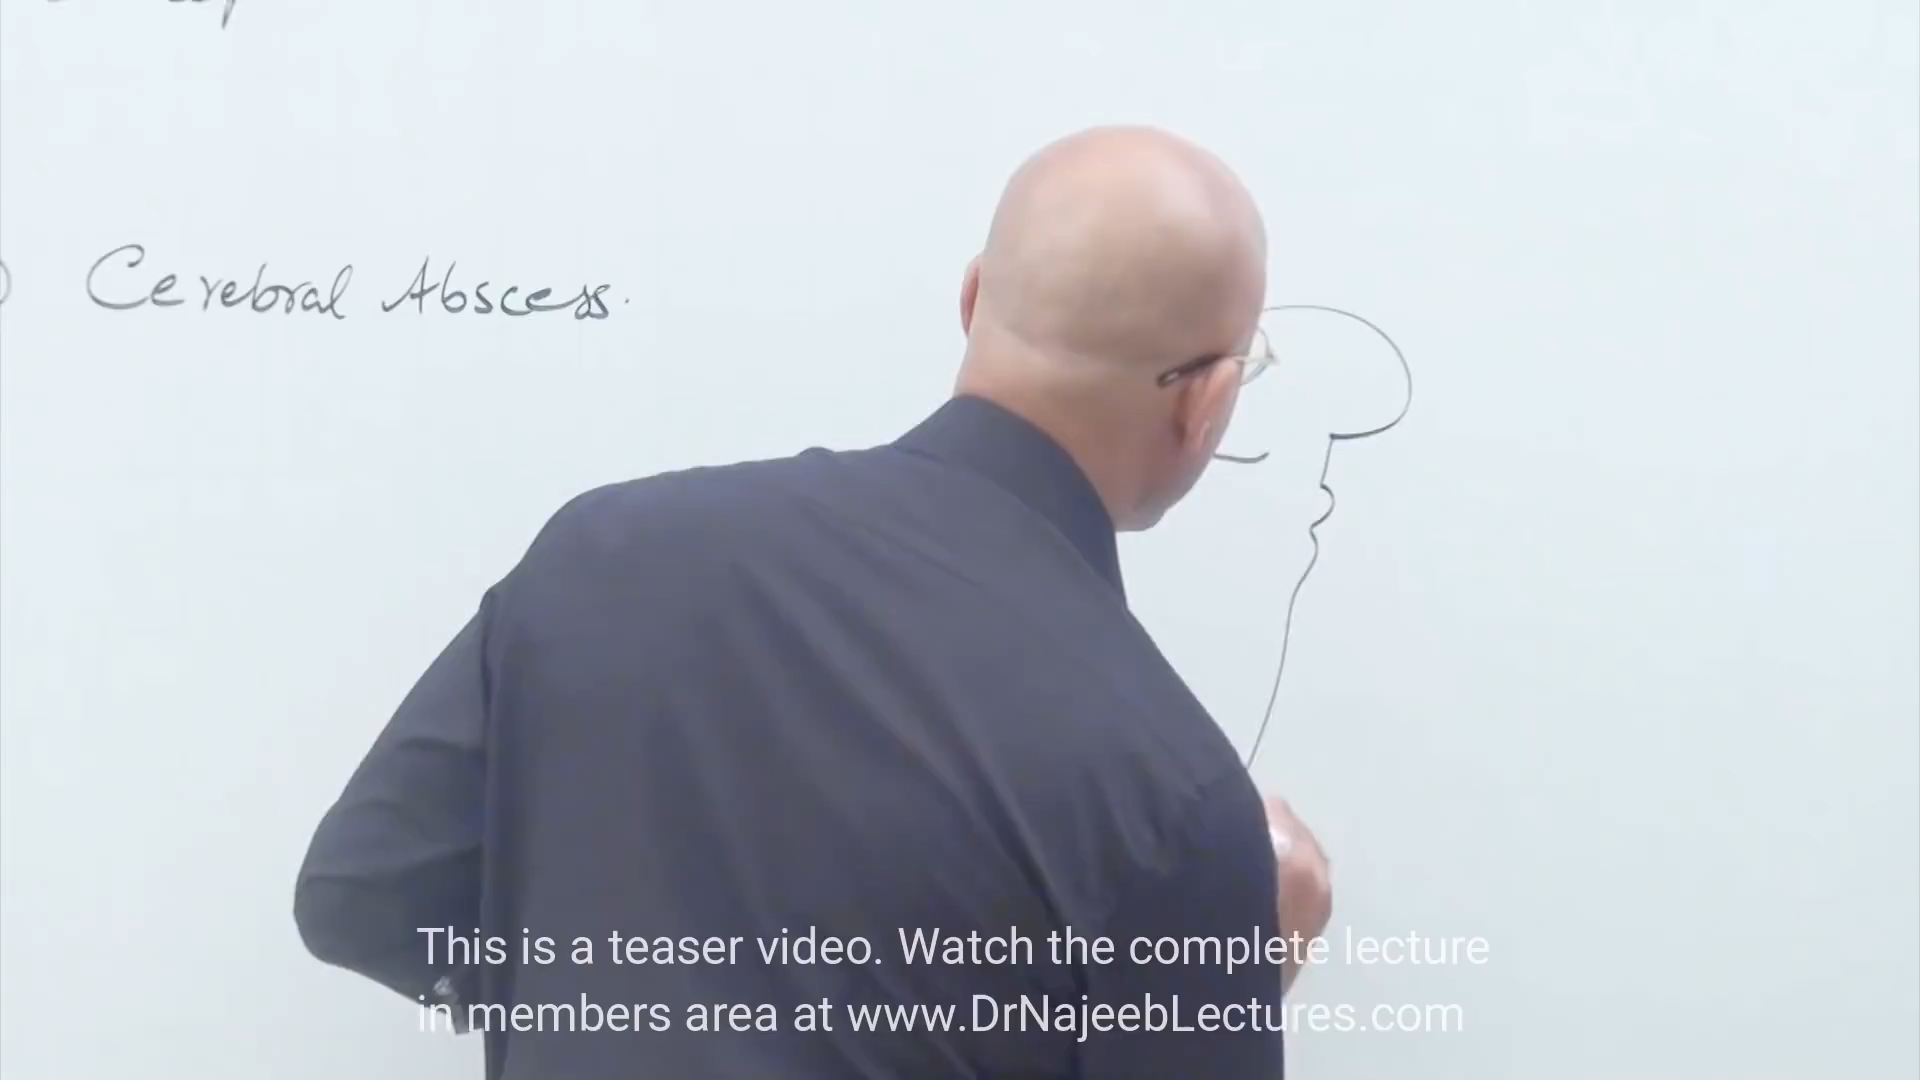 Cerebral Abscess.
This is a teaser video. Watch the complete lecture
in members area at www.DrNajeebLectures.com